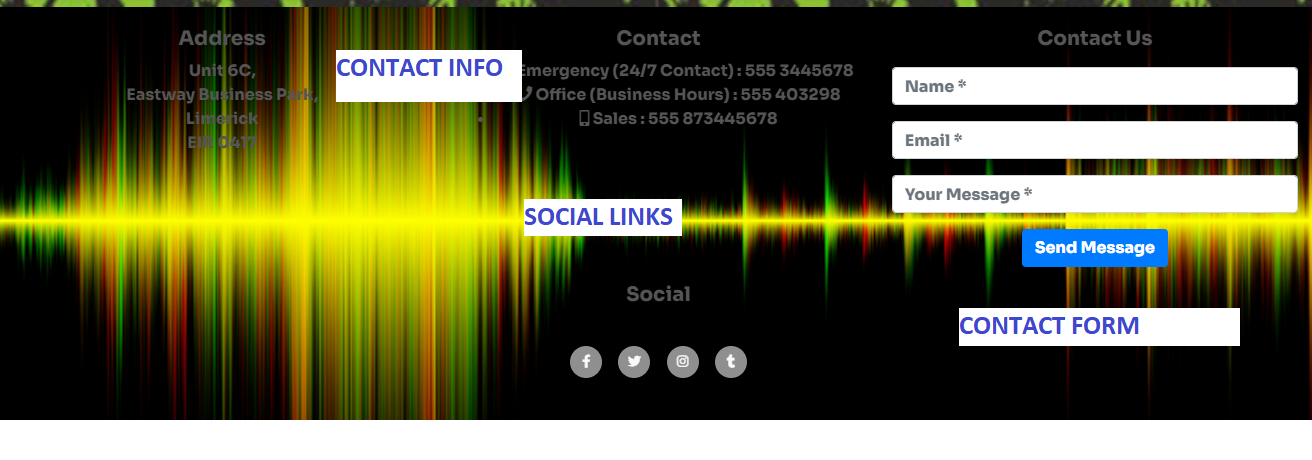 Address
Unit 6C,
Eastway Business Park,
Limerick
EIR 0417
CONTACT INFO
Contact
Emergency (24/7 Contact) : 555 3445678
Office (Business Hours) : 555 403298
Sales : 555 873445678
SOCIAL LINKS
Social
Contact Us
Name *
Email *
Your Message *
Send Message
CONTACT FORM